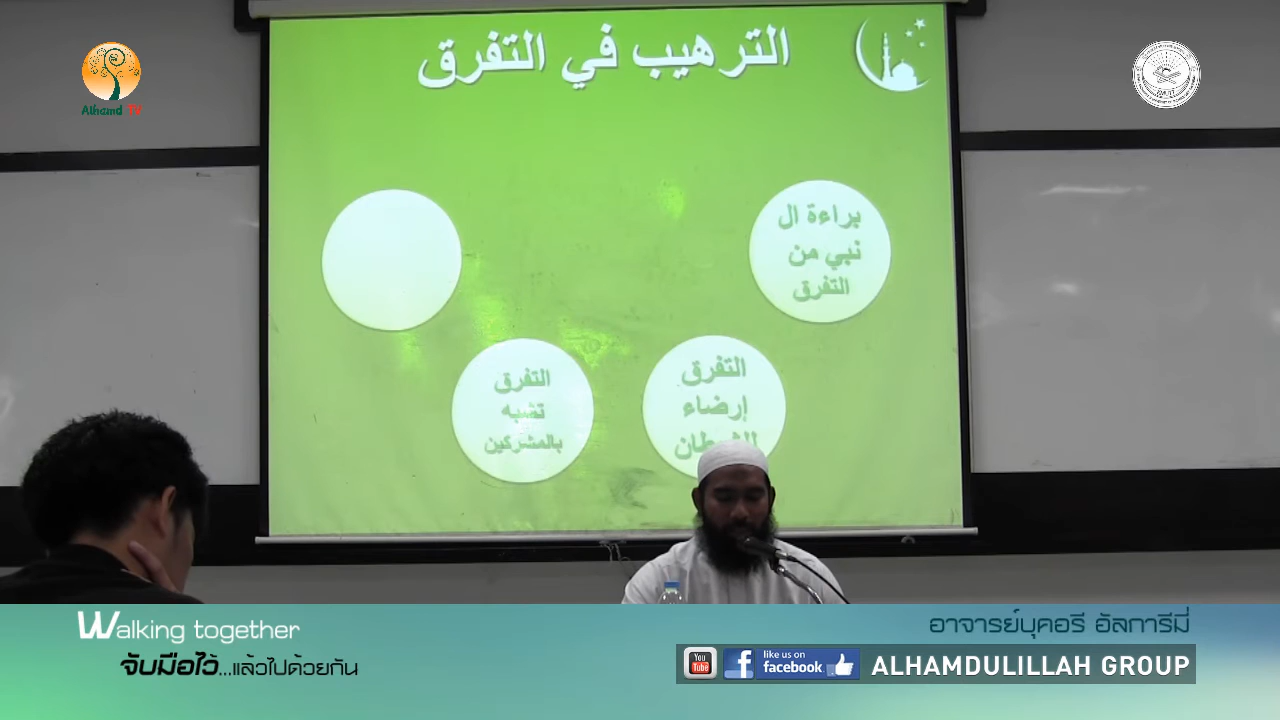 الترهيب في التفرق
Alhamd TV
براءة ال
نبي من
التفرق
التفرق
إرضاء
للشيطان
التفرق
تشبه
بالمشركين
Walking together
จับมือไว้...แล้วไปด้วยกัน
อาจารย์บุคอรี อัลการีมี่
You
Tube
like us on
facebook
ALHAMDULILLAH GROUP